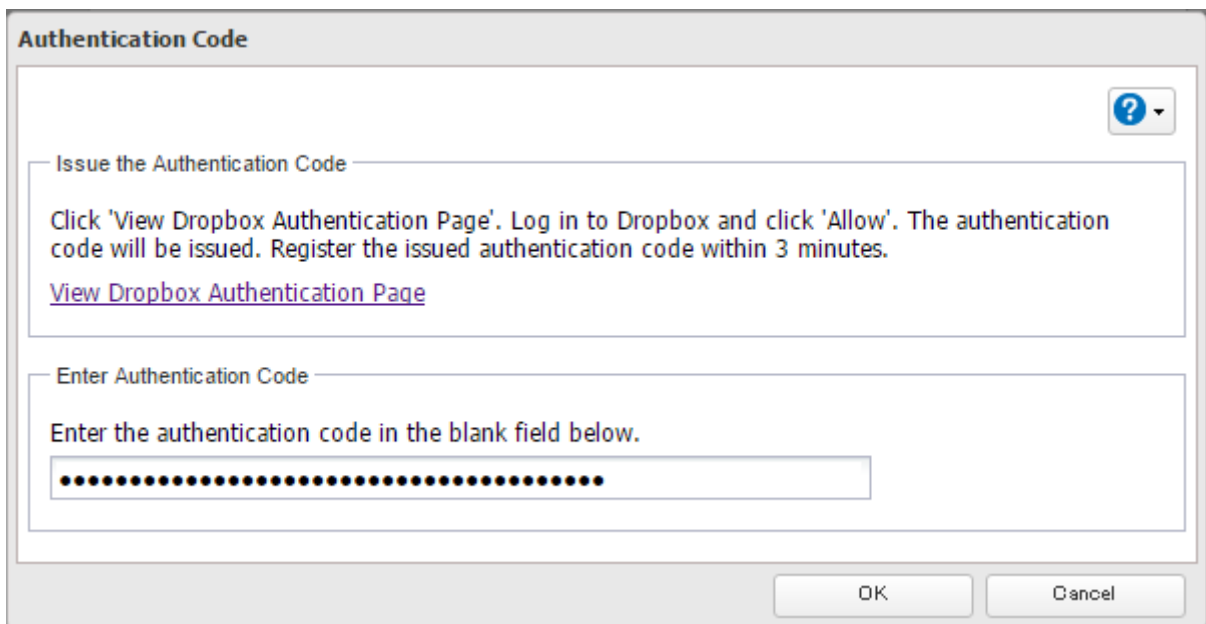 Authentication Code
Issue the Authentication Code
Click 'View Dropbox Authentication Page'. Log in to Dropbox and click 'Allow'. The authentication
code will be issued. Register the issued authentication code within 3 minutes.
View Dropbox Authentication Page
Enter Authentication Code
Enter the authentication code in the blank field below.
OK
Cancel